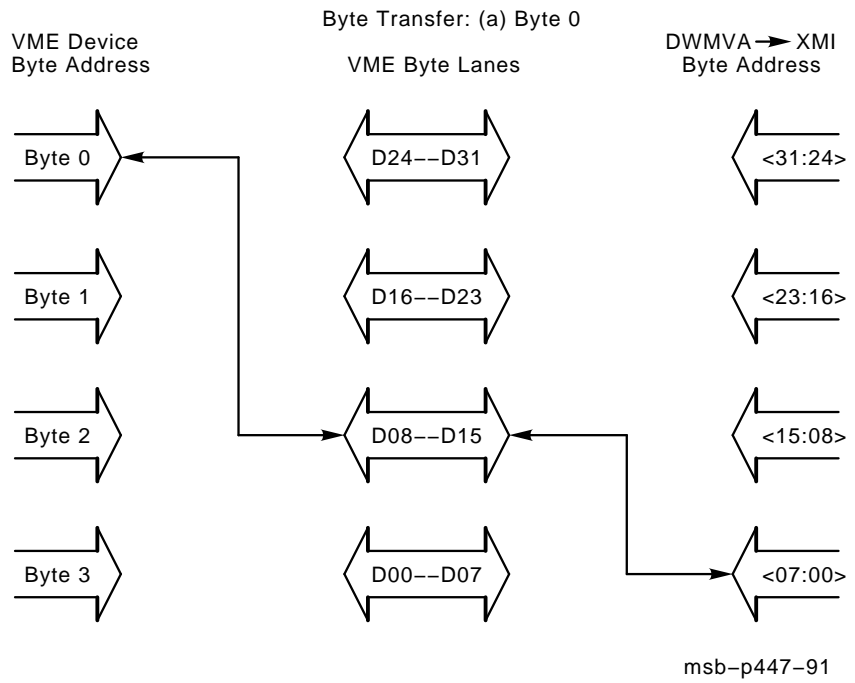 Byte Transfer: (a) Byte 0
VME Device
Byte Address
VME Byte Lanes
DWMVA → XMI
Byte Address
Byte 0
D24--D31
<31:24>
Byte 1
D16--D23
<23:16>
Byte 2
D08--D15
<15:08>
Byte 3
D00--D07
<07:00>
msb-p447-91